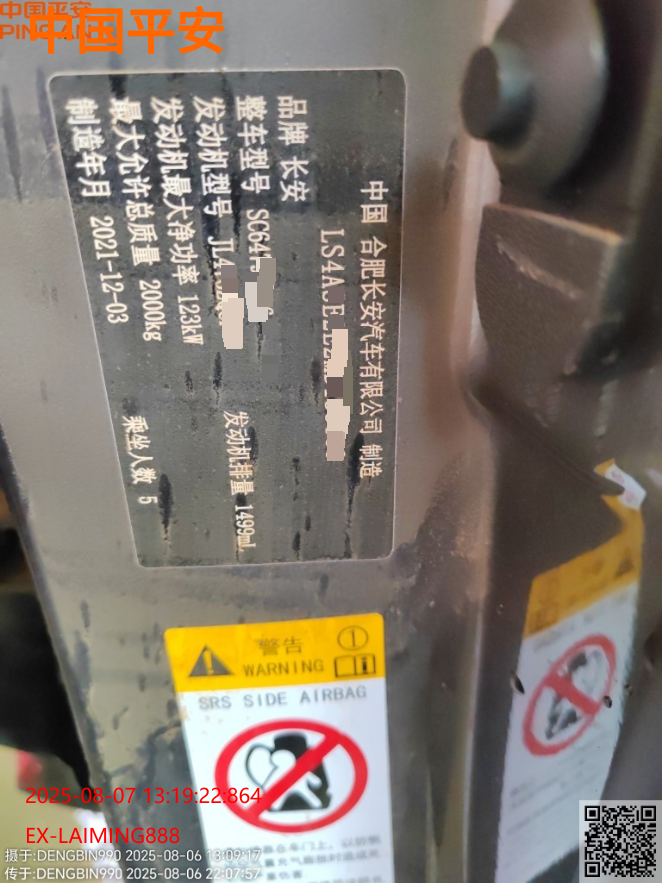 中国平安
中国平安
中国 合肥长安汽车有限公司 制造
品牌 长安
整车型号 SC64
发动机型号 JL4
发动机排量 1499mL
发动机最大净功率 123kW
最大允许总质量 2000kg
乘坐人数 5
制造年月 2021-12-03
警告
WARNING
SRS SIDE AIRBAG
2025-08-07 13:19:22:864
EX-LAIMING888
摄于:DENGBIN990 2025-08-06 13:09:17
传于:DENGBIN990 2025-08-06 22:07:57